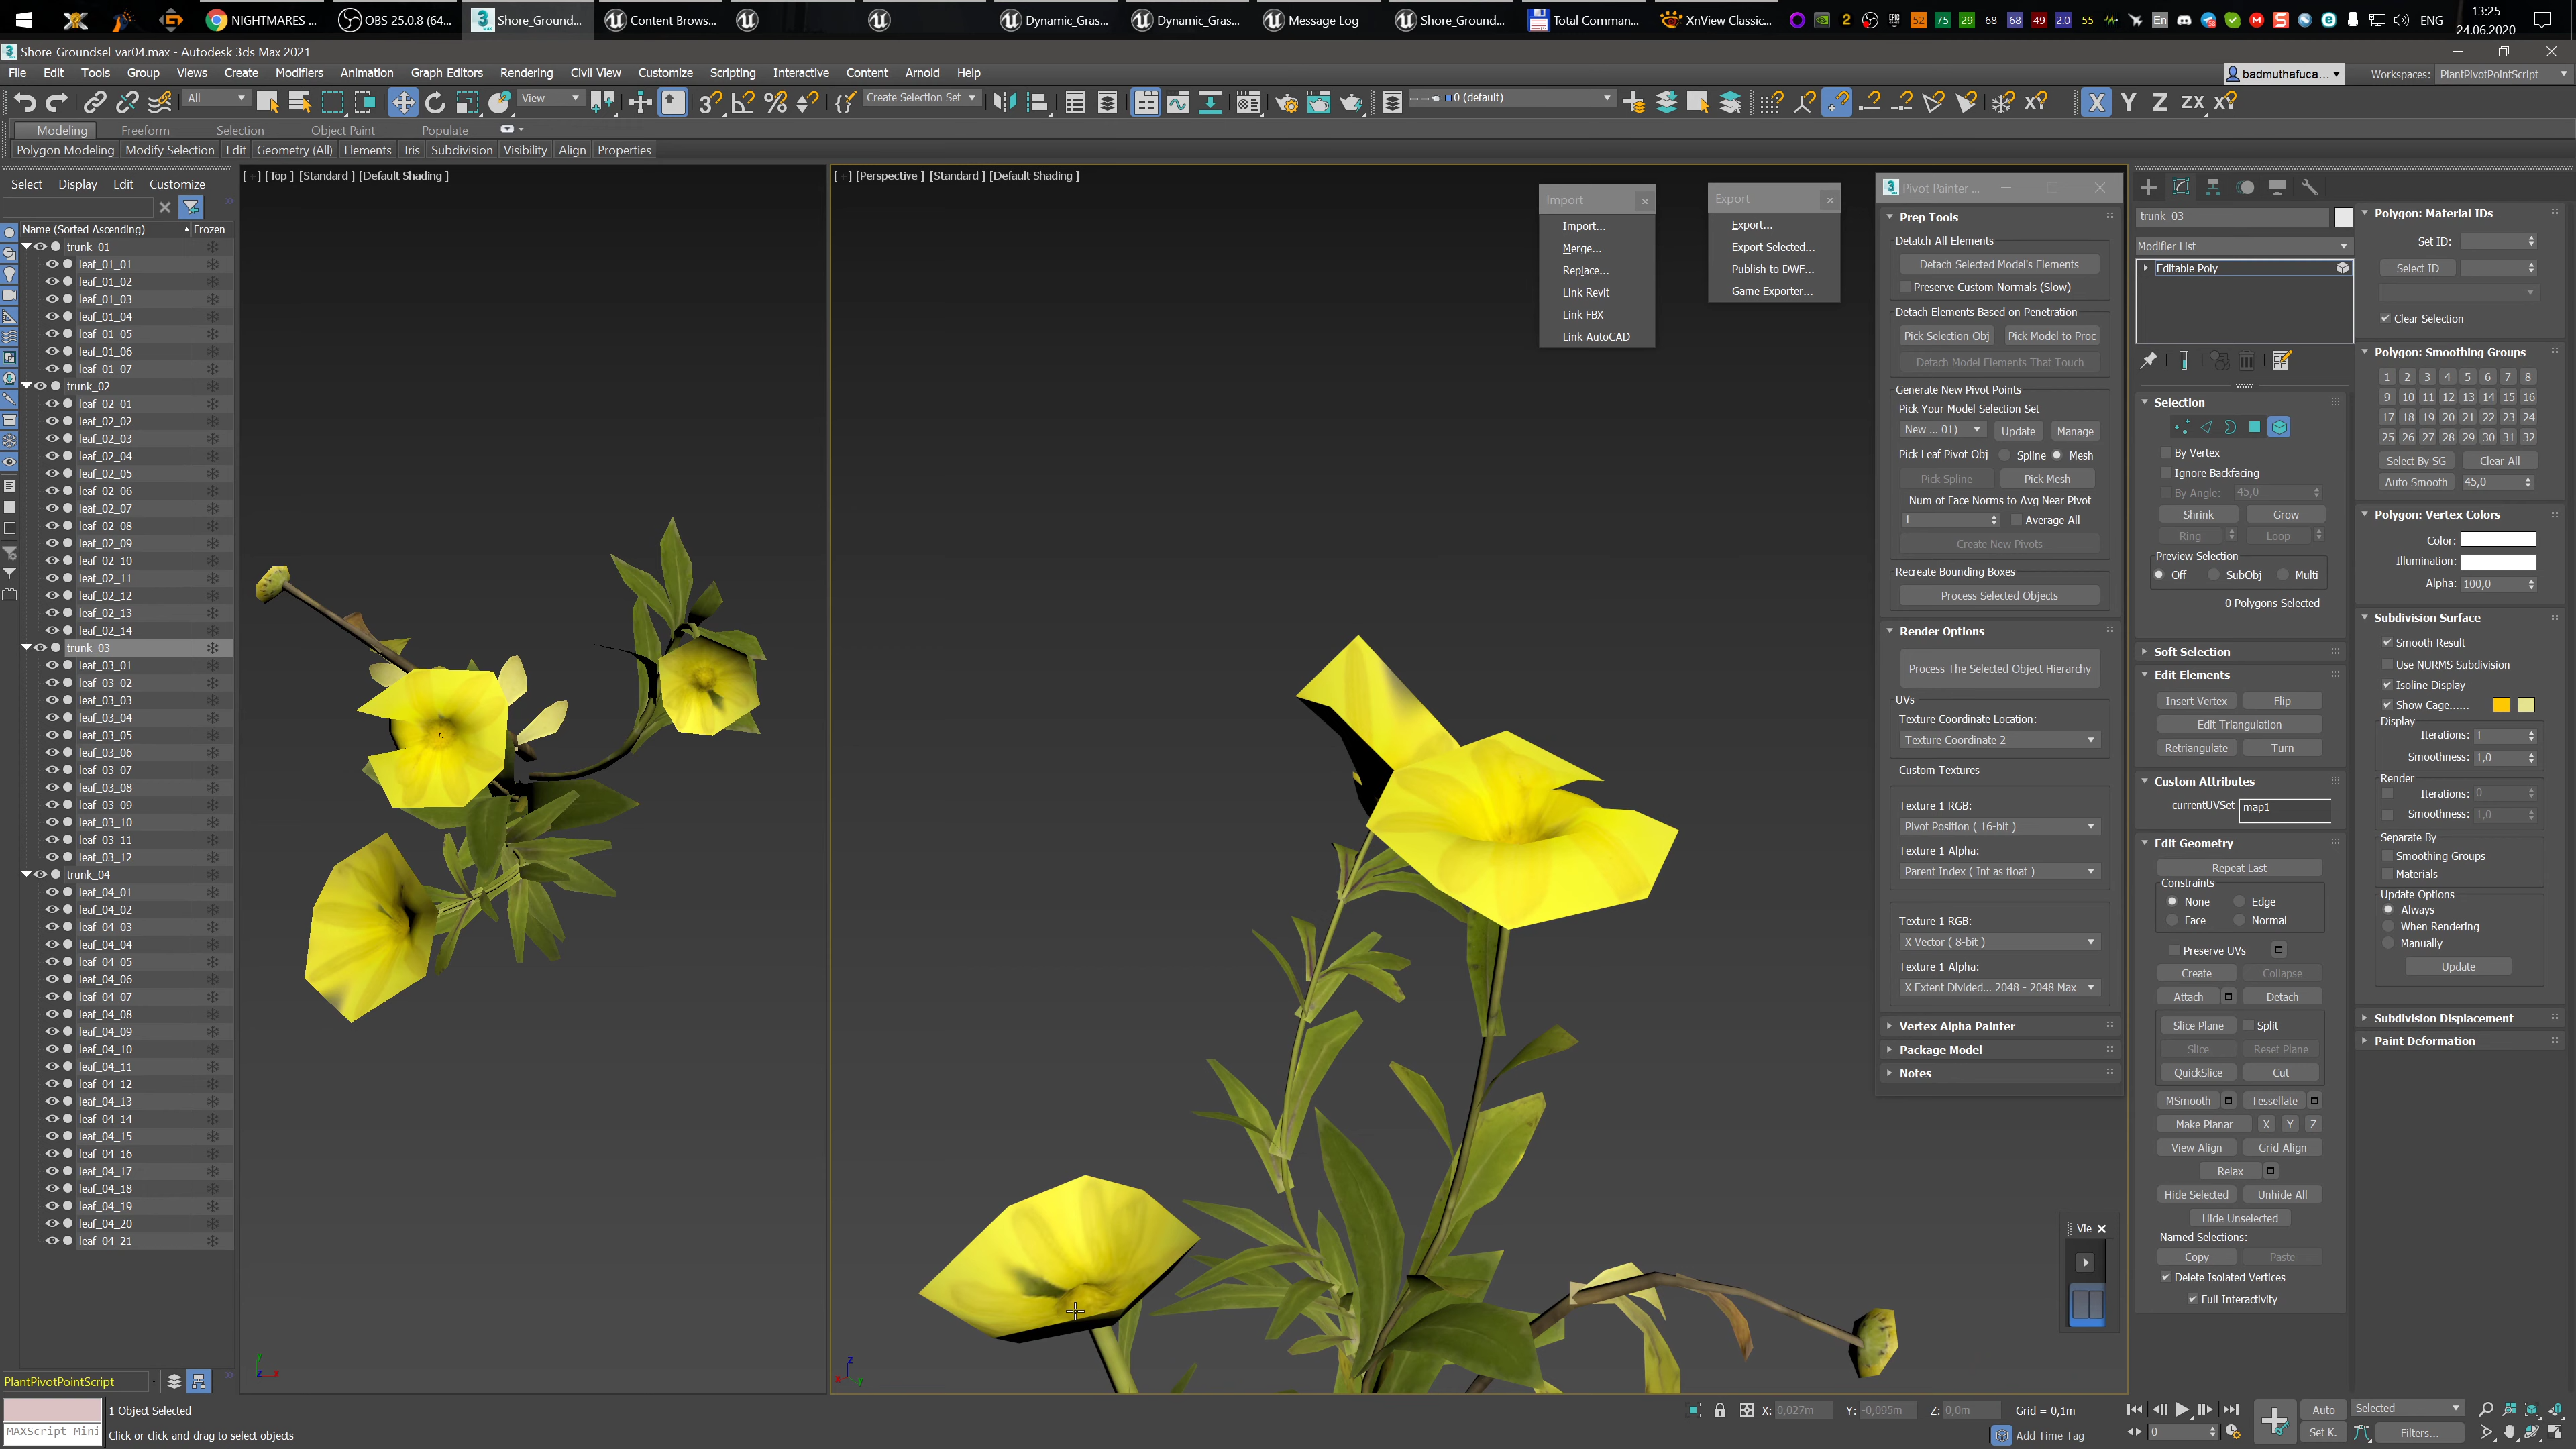 NIGHTMARES ...
OBS 25.0.8 (64...
Shore_Ground...
Content Brows...
Dynamic_Gras...
Dynamic_Gras...
Message Log
Shore_Ground...
Total Comman...
XnView Classic...
ENG
13:25
24.06.2020
Shore_Groundsel_var04.max - Autodesk 3ds Max 2021
File Edit Tools Group Views Create Modifiers Animation Graph Editors Rendering Civil View Customize Scripting Interactive Content Arnold Help
badmuthafuca...
Workspaces: PlantPivotPointScript
All
View
Create Selection Set
0 (default)
X Y Z ZX XY
Modeling Freeform Selection Object Paint Populate
Polygon Modeling Modify Selection Edit Geometry (All) Elements Tris Subdivision Visibility Align Properties
Select Display Edit Customize
Name (Sorted Ascending) Frozen
trunk_01
leaf_01_01
leaf_01_02
leaf_01_03
leaf_01_04
leaf_01_05
leaf_01_06
leaf_01_07
trunk_02
leaf_02_01
leaf_02_02
leaf_02_03
leaf_02_04
leaf_02_05
leaf_02_06
leaf_02_07
leaf_02_08
leaf_02_09
leaf_02_10
leaf_02_11
leaf_02_12
leaf_02_13
leaf_02_14
trunk_03
leaf_03_01
leaf_03_02
leaf_03_03
leaf_03_04
leaf_03_05
leaf_03_06
leaf_03_07
leaf_03_08
leaf_03_09
leaf_03_10
leaf_03_11
leaf_03_12
trunk_04
leaf_04_01
leaf_04_02
leaf_04_03
leaf_04_04
leaf_04_05
leaf_04_06
leaf_04_07
leaf_04_08
leaf_04_09
leaf_04_10
leaf_04_11
leaf_04_12
leaf_04_13
leaf_04_14
leaf_04_15
leaf_04_16
leaf_04_17
leaf_04_18
leaf_04_19
leaf_04_20
leaf_04_21
PlantPivotPointScript
[+] [Top ] [Standard ] [Default Shading ]
[+] [Perspective ] [Standard ] [Default Shading ]
Import
Import...
Merge...
Replace...
Link Revit
Link FBX
Link AutoCAD
Export
Export...
Export Selected...
Publish to DWF...
Game Exporter...
Pivot Painter ...
Prep Tools
Detatch All Elements
Detach Selected Model's Elements
Preserve Custom Normals (Slow)
Detach Elements Based on Penetration
Pick Selection Obj Pick Model to Proc
Detach Model Elements That Touch
Generate New Pivot Points
Pick Your Model Selection Set
New ... 01) Update Manage
Pick Leaf Pivot Obj Spline Mesh
Pick Spline Pick Mesh
Num of Face Norms to Avg Near Pivot
1 Average All
Create New Pivots
Recreate Bounding Boxes
Process Selected Objects
Render Options
Process The Selected Object Hierarchy
UVs
Texture Coordinate Location:
Texture Coordinate 2
Custom Textures
Texture 1 RGB:
Pivot Position ( 16-bit )
Texture 1 Alpha:
Parent Index ( Int as float )
Texture 1 RGB:
X Vector ( 8-bit )
Texture 1 Alpha:
X Extent Divided... 2048 - 2048 Max
Vertex Alpha Painter
Package Model
Notes
Vie
trunk_03
Modifier List
Editable Poly
Selection
By Vertex
Ignore Backfacing
By Angle: 45,0
Shrink Grow
Ring Loop
Preview Selection
Off SubObj Multi
0 Polygons Selected
Soft Selection
Edit Elements
Insert Vertex Flip
Edit Triangulation
Retriangulate Turn
Custom Attributes
currentUVSet map1
Edit Geometry
Repeat Last
Constraints
None Edge
Face Normal
Preserve UVs
Create Collapse
Attach Detach
Slice Plane Split
Slice Reset Plane
QuickSlice Cut
MSmooth Tessellate
Make Planar X Y Z
View Align Grid Align
Relax
Hide Selected Unhide All
Hide Unselected
Named Selections:
Copy Paste
Delete Isolated Vertices
Full Interactivity
Polygon: Material IDs
Set ID:
Select ID
Clear Selection
Polygon: Smoothing Groups
1 2 3 4 5 6 7 8
9 10 11 12 13 14 15 16
17 18 19 20 21 22 23 24
25 26 27 28 29 30 31 32
Select By SG Clear All
Auto Smooth 45,0
Polygon: Vertex Colors
Color:
Illumination:
Alpha: 100,0
Subdivision Surface
Smooth Result
Use NURMS Subdivision
Isoline Display
Show Cage......
Display
Iterations: 1
Smoothness: 1,0
Render
Iterations: 0
Smoothness: 1,0
Separate By
Smoothing Groups
Materials
Update Options
Always
When Rendering
Manually
Update
Subdivision Displacement
Paint Deformation
MAXScript Mini
1 Object Selected
Click or click-and-drag to select objects
X: 0,027m Y: -0,095m Z: 0,0m Grid = 0,1m
Add Time Tag
0
Auto Selected
Set K. Filters...